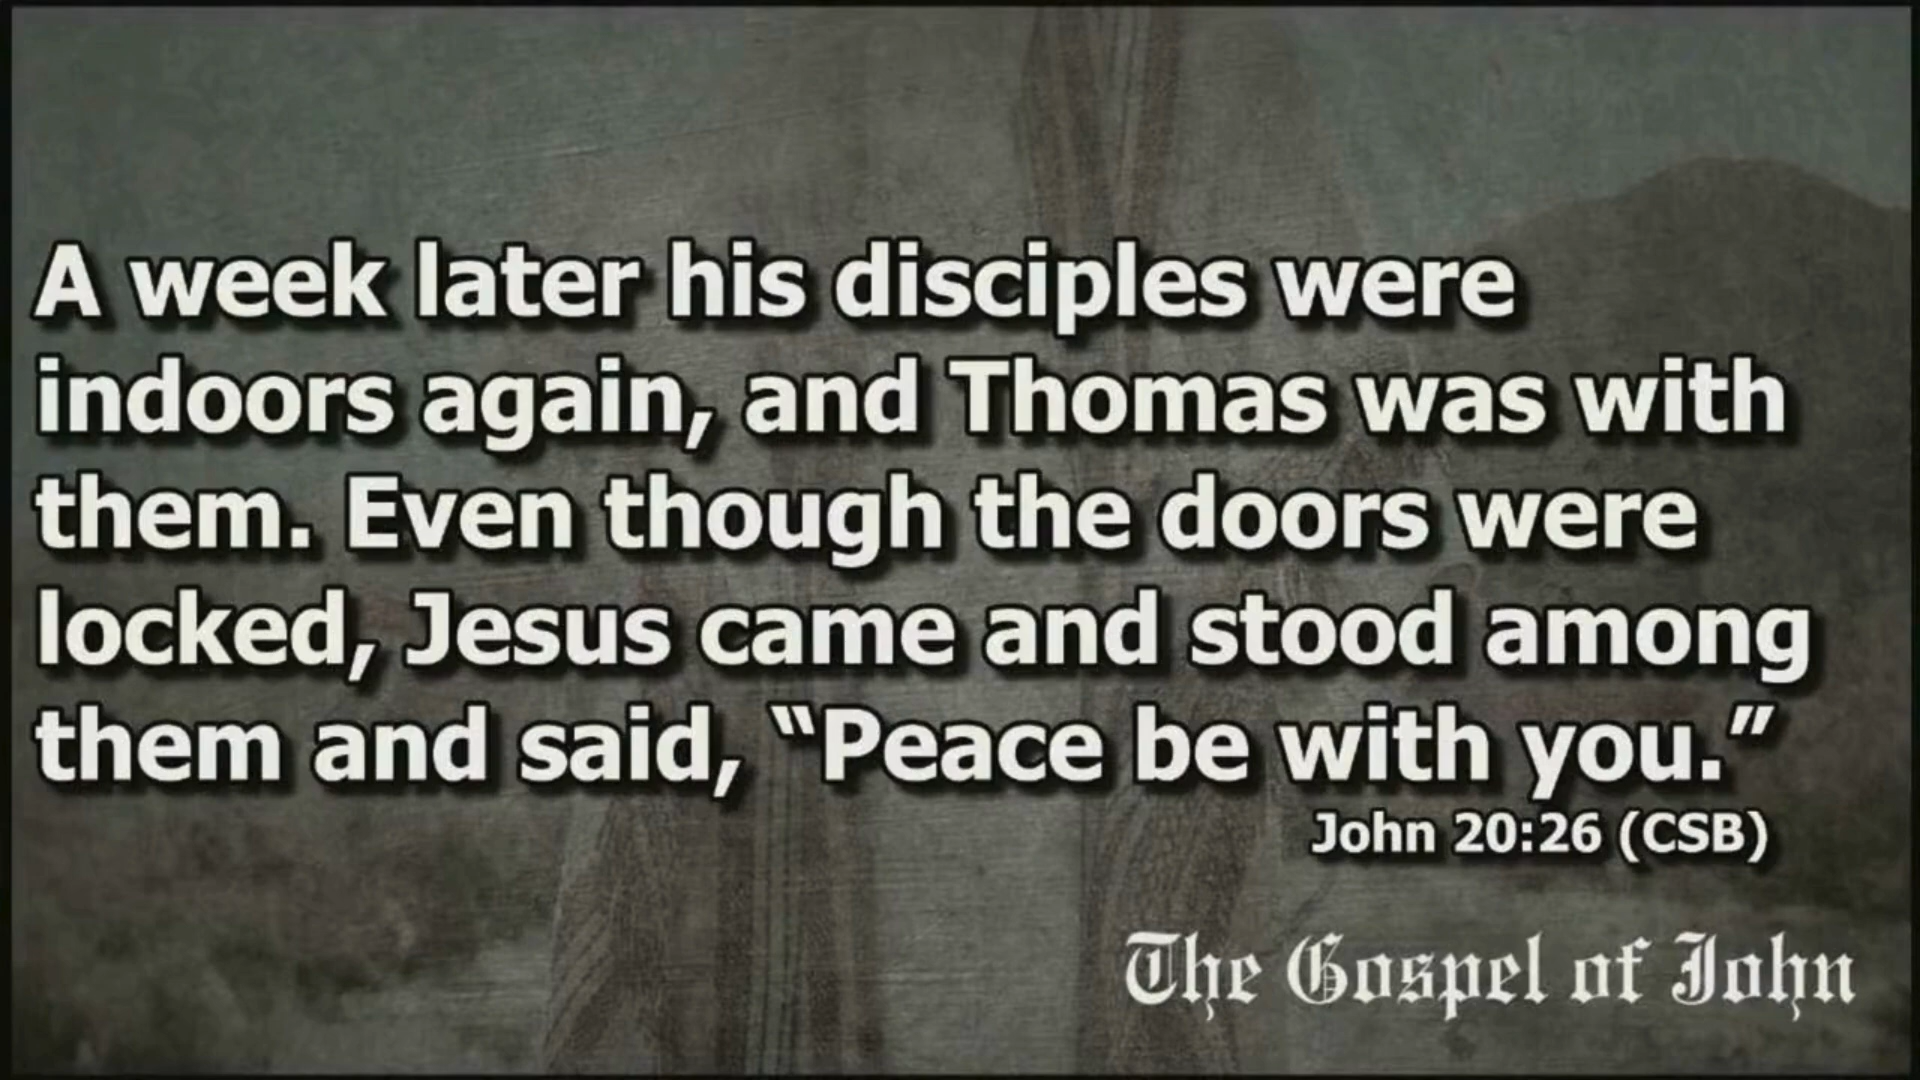 A week later his disciples were
indoors again, and Thomas was with
them. Even though the doors were
locked, Jesus came and stood among
them and said, “Peace be with you.”
John 20:26 (CSB)
The Gospel of John